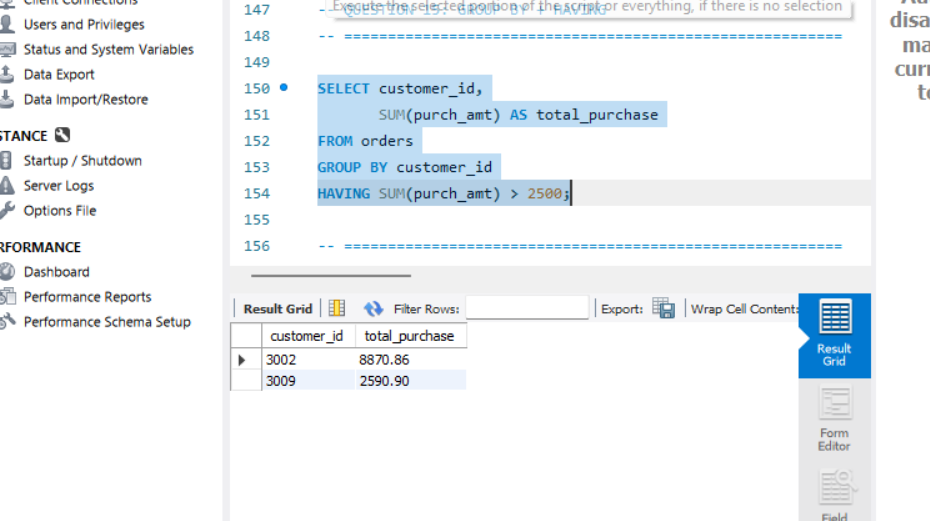 Client Connections
Users and Privileges
Status and System Variables
Data Export
Data Import/Restore
STANCE
Startup / Shutdown
Server Logs
Options File
RFORMANCE
Dashboard
Performance Reports
Performance Schema Setup
Execute the selected portion of the script or everything, if there is no selection
147 -- QUESTION 15: GROUP BY + HAVING
148 -- =========================================================
149
150 SELECT customer_id,
151 SUM(purch_amt) AS total_purchase
152 FROM orders
153 GROUP BY customer_id
154 HAVING SUM(purch_amt) > 2500;
155
156 -- =========================================================
Result Grid Filter Rows: Export: Wrap Cell Content:
customer_id total_purchase
3002 8870.86
3009 2590.90
Result
Grid
Form
Editor
Field
disa
ma
curr